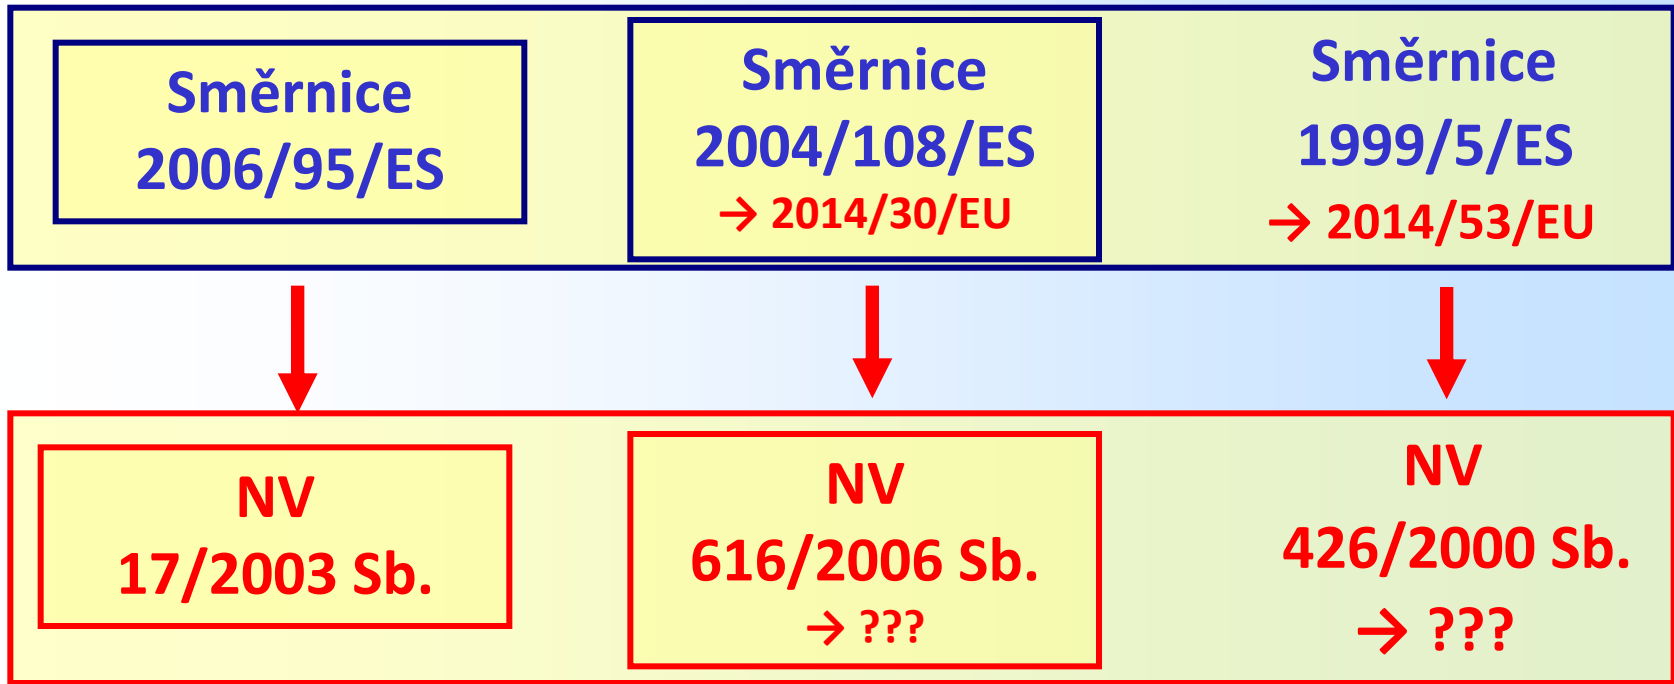 Směrnice
2006/95/ES
Směrnice
2004/108/ES
→ 2014/30/EU
Směrnice
1999/5/ES
→ 2014/53/EU
NV
17/2003 Sb.
NV
616/2006 Sb.
→ ???
NV
426/2000 Sb.
→ ???